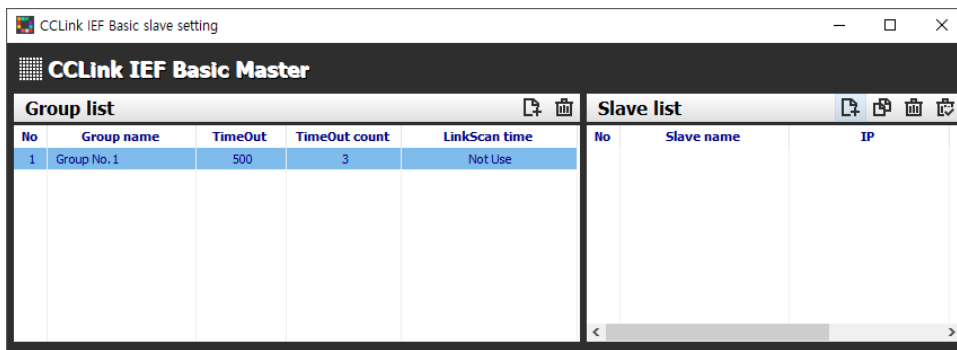 CCLink IEF Basic slave setting
CCLink IEF Basic Master
Group list
Slave list
No Group name TimeOut TimeOut count LinkScan time
No Slave name IP
1 Group No.1 500 3 Not Use